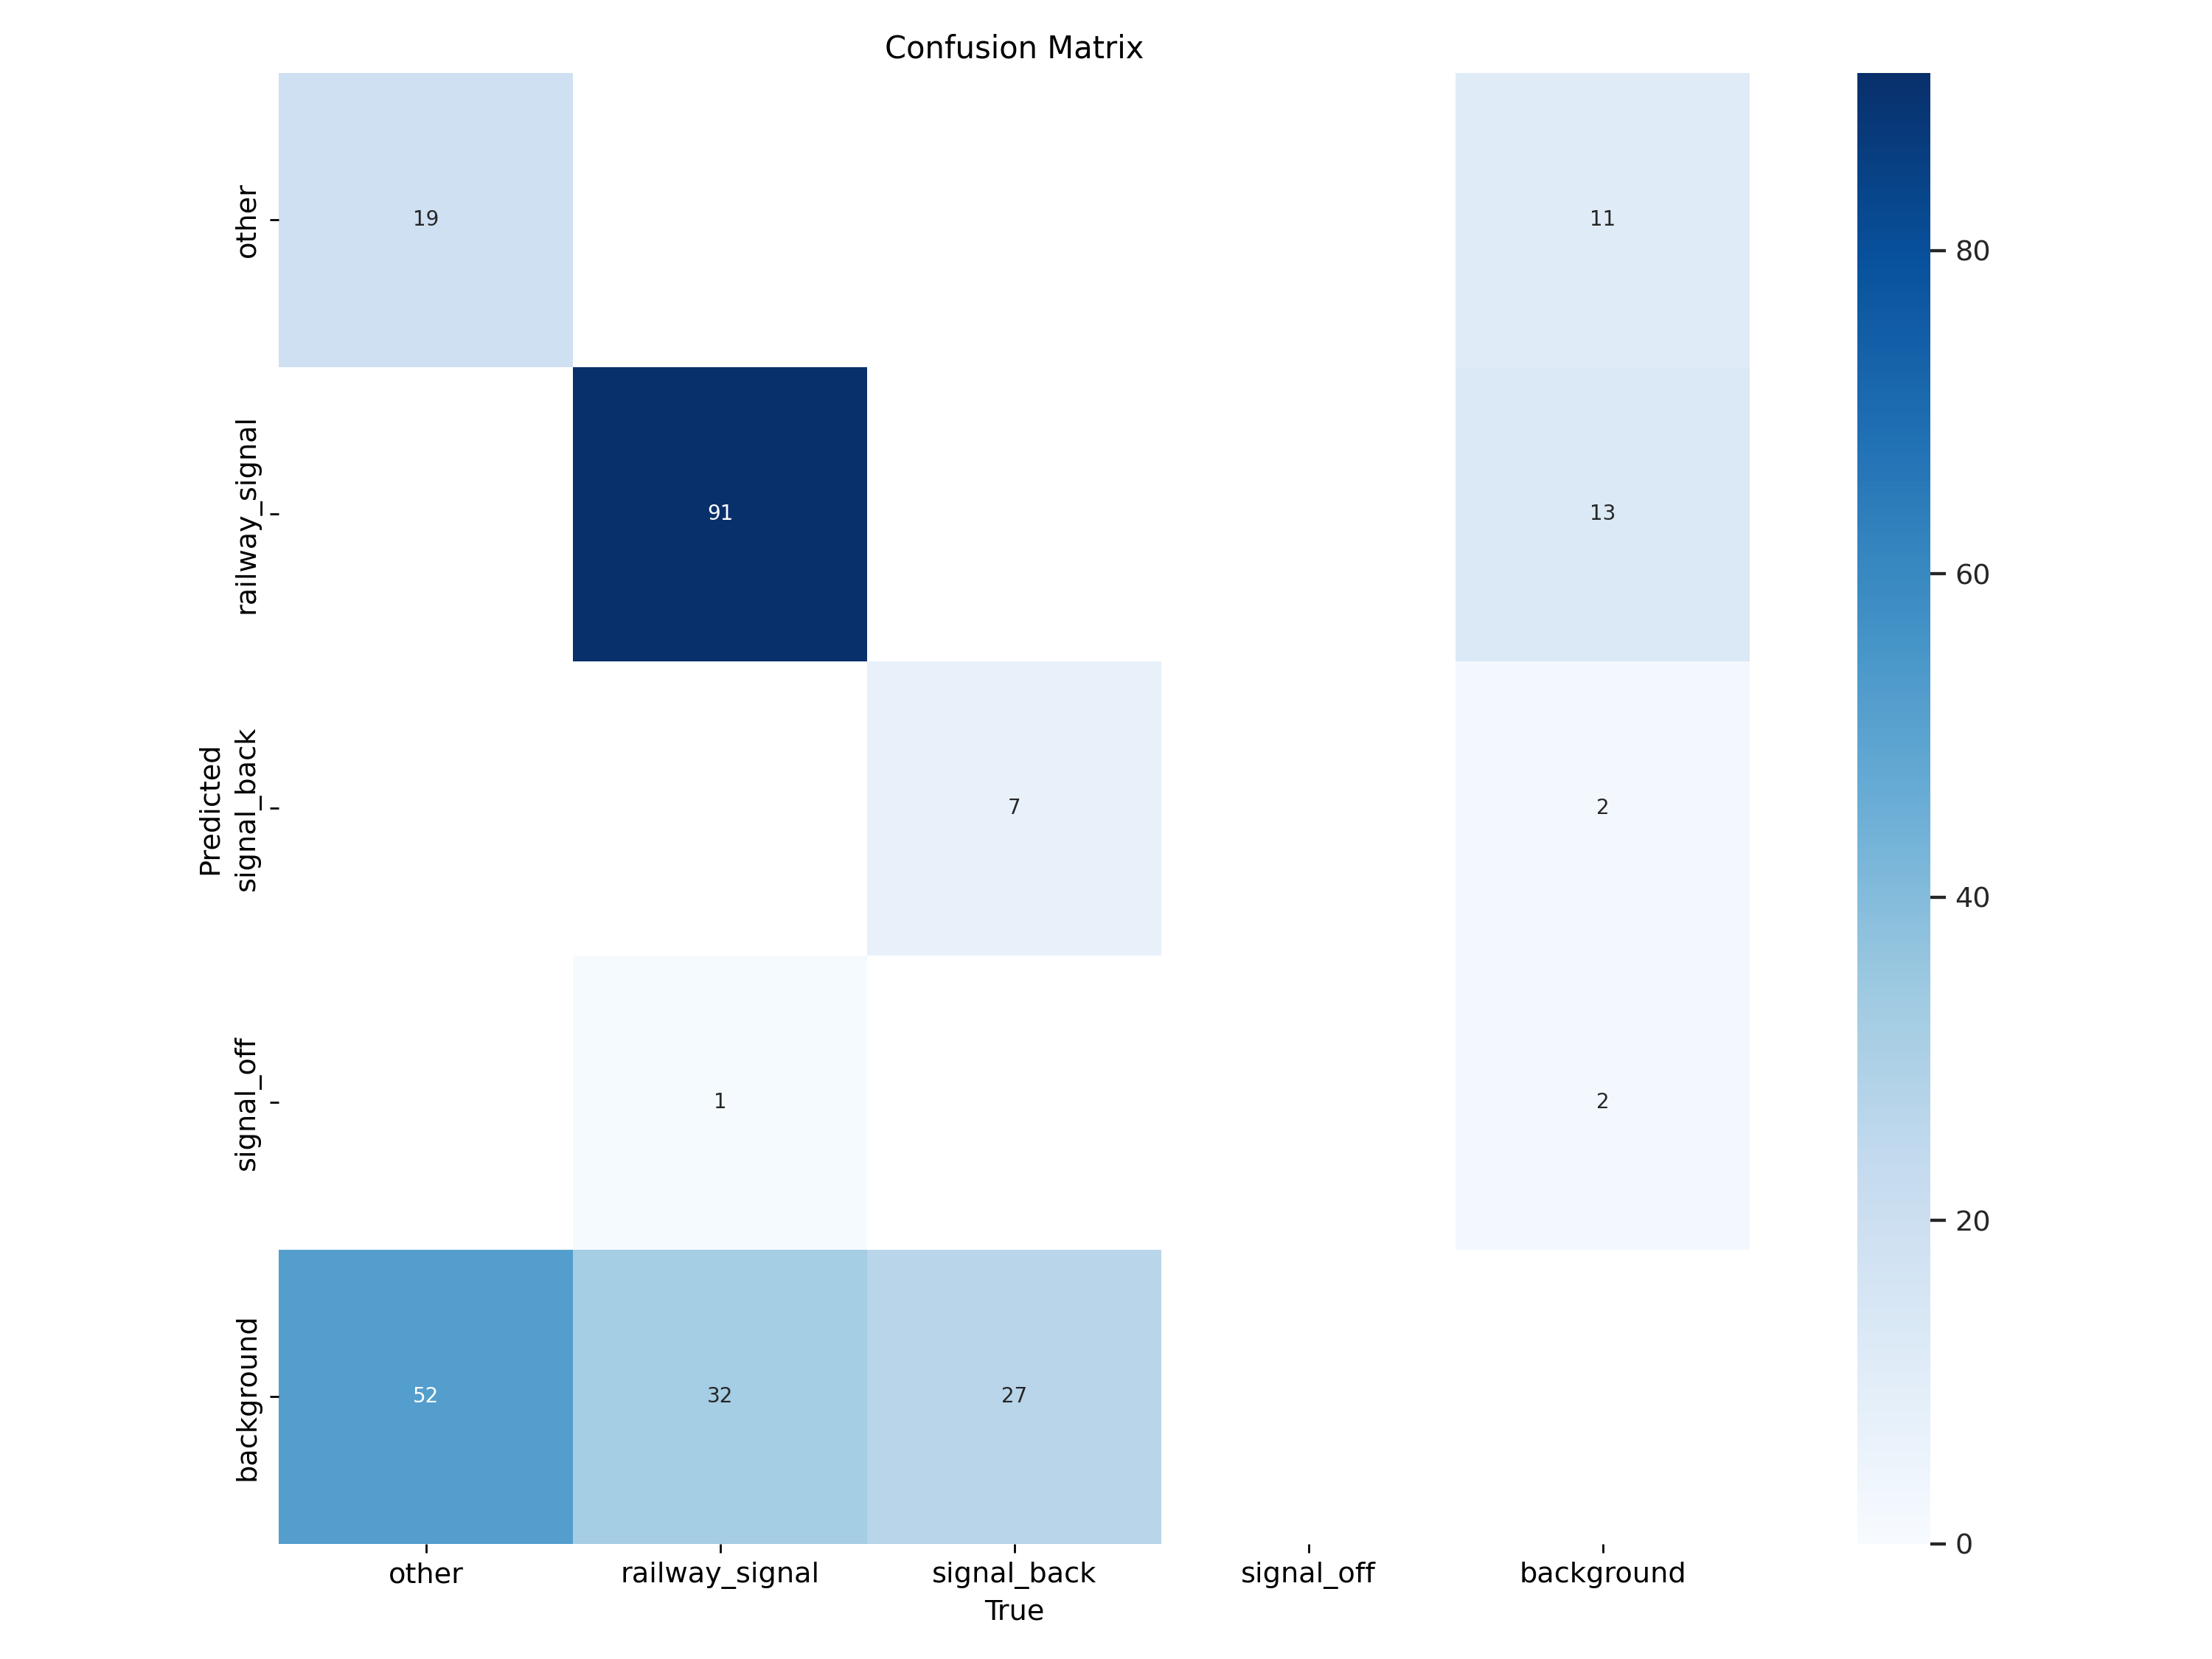 Confusion Matrix
other
19
11
80
railway_signal
91
13
60
Predicted
signal_back
7
2
40
signal_off
1
2
20
background
52
32
27
0
other
railway_signal
signal_back
signal_off
background
True